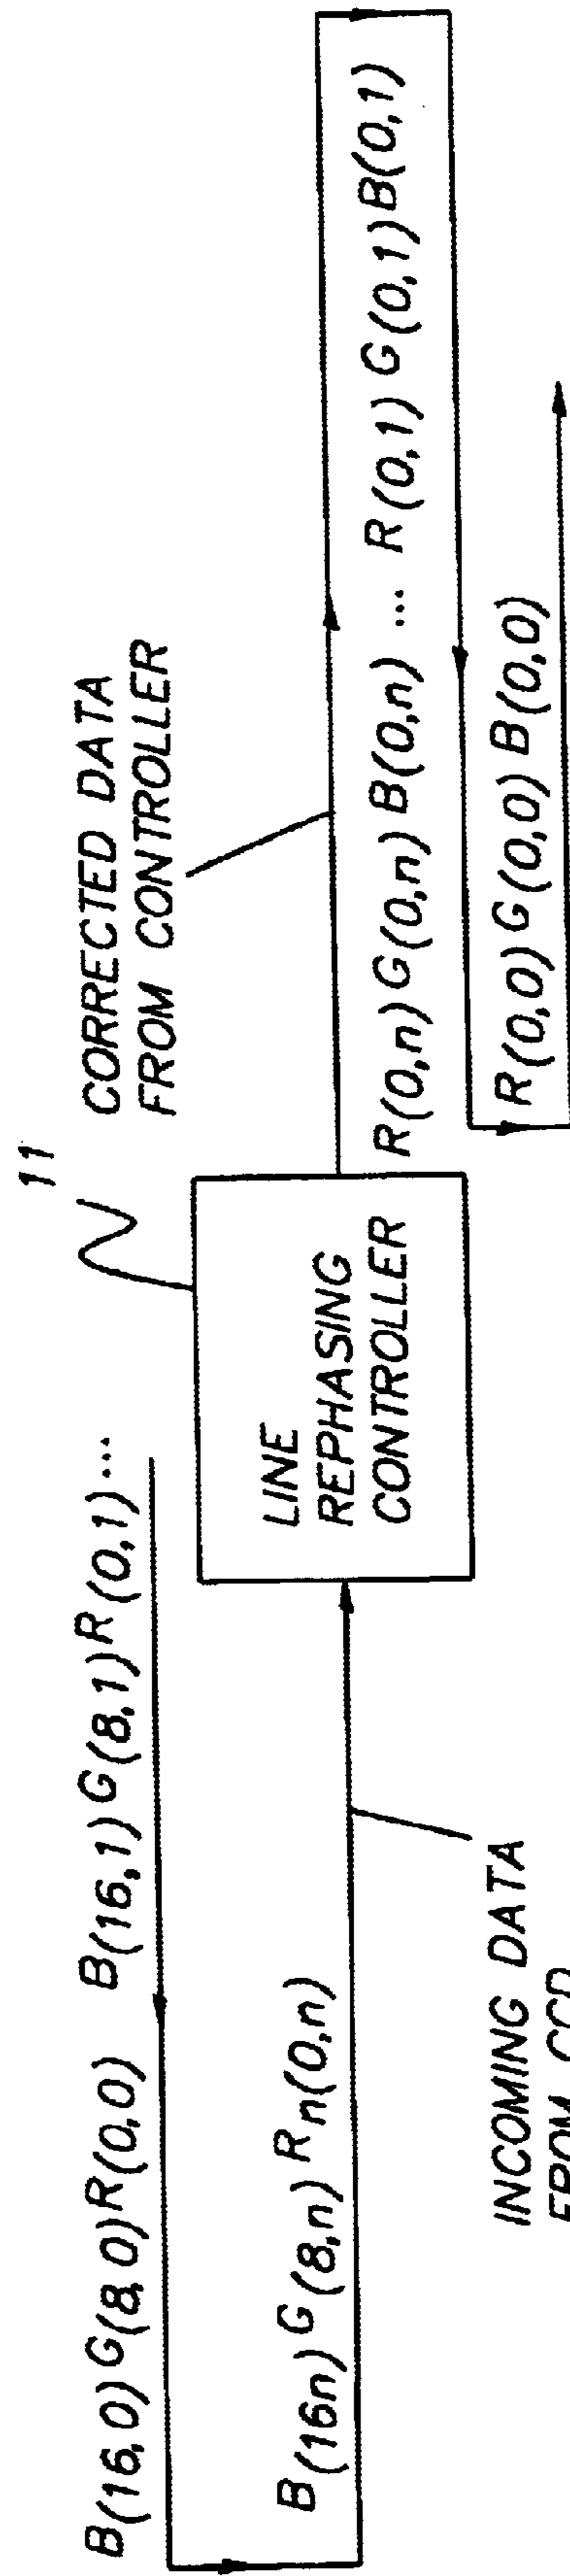 B(16,0) G(8,0) R(0,0) B(16,1) G(8,1) R(0,1) ...
B(16n) G(8,n) Rn(0,n)
INCOMING DATA
FROM CCD
LINE
REPHASING
CONTROLLER
11
CORRECTED DATA
FROM CONTROLLER
R(0,n) G(0,n) B(0,n) ... R(0,1) G(0,1) B(0,1)
R(0,0) G(0,0) B(0,0)